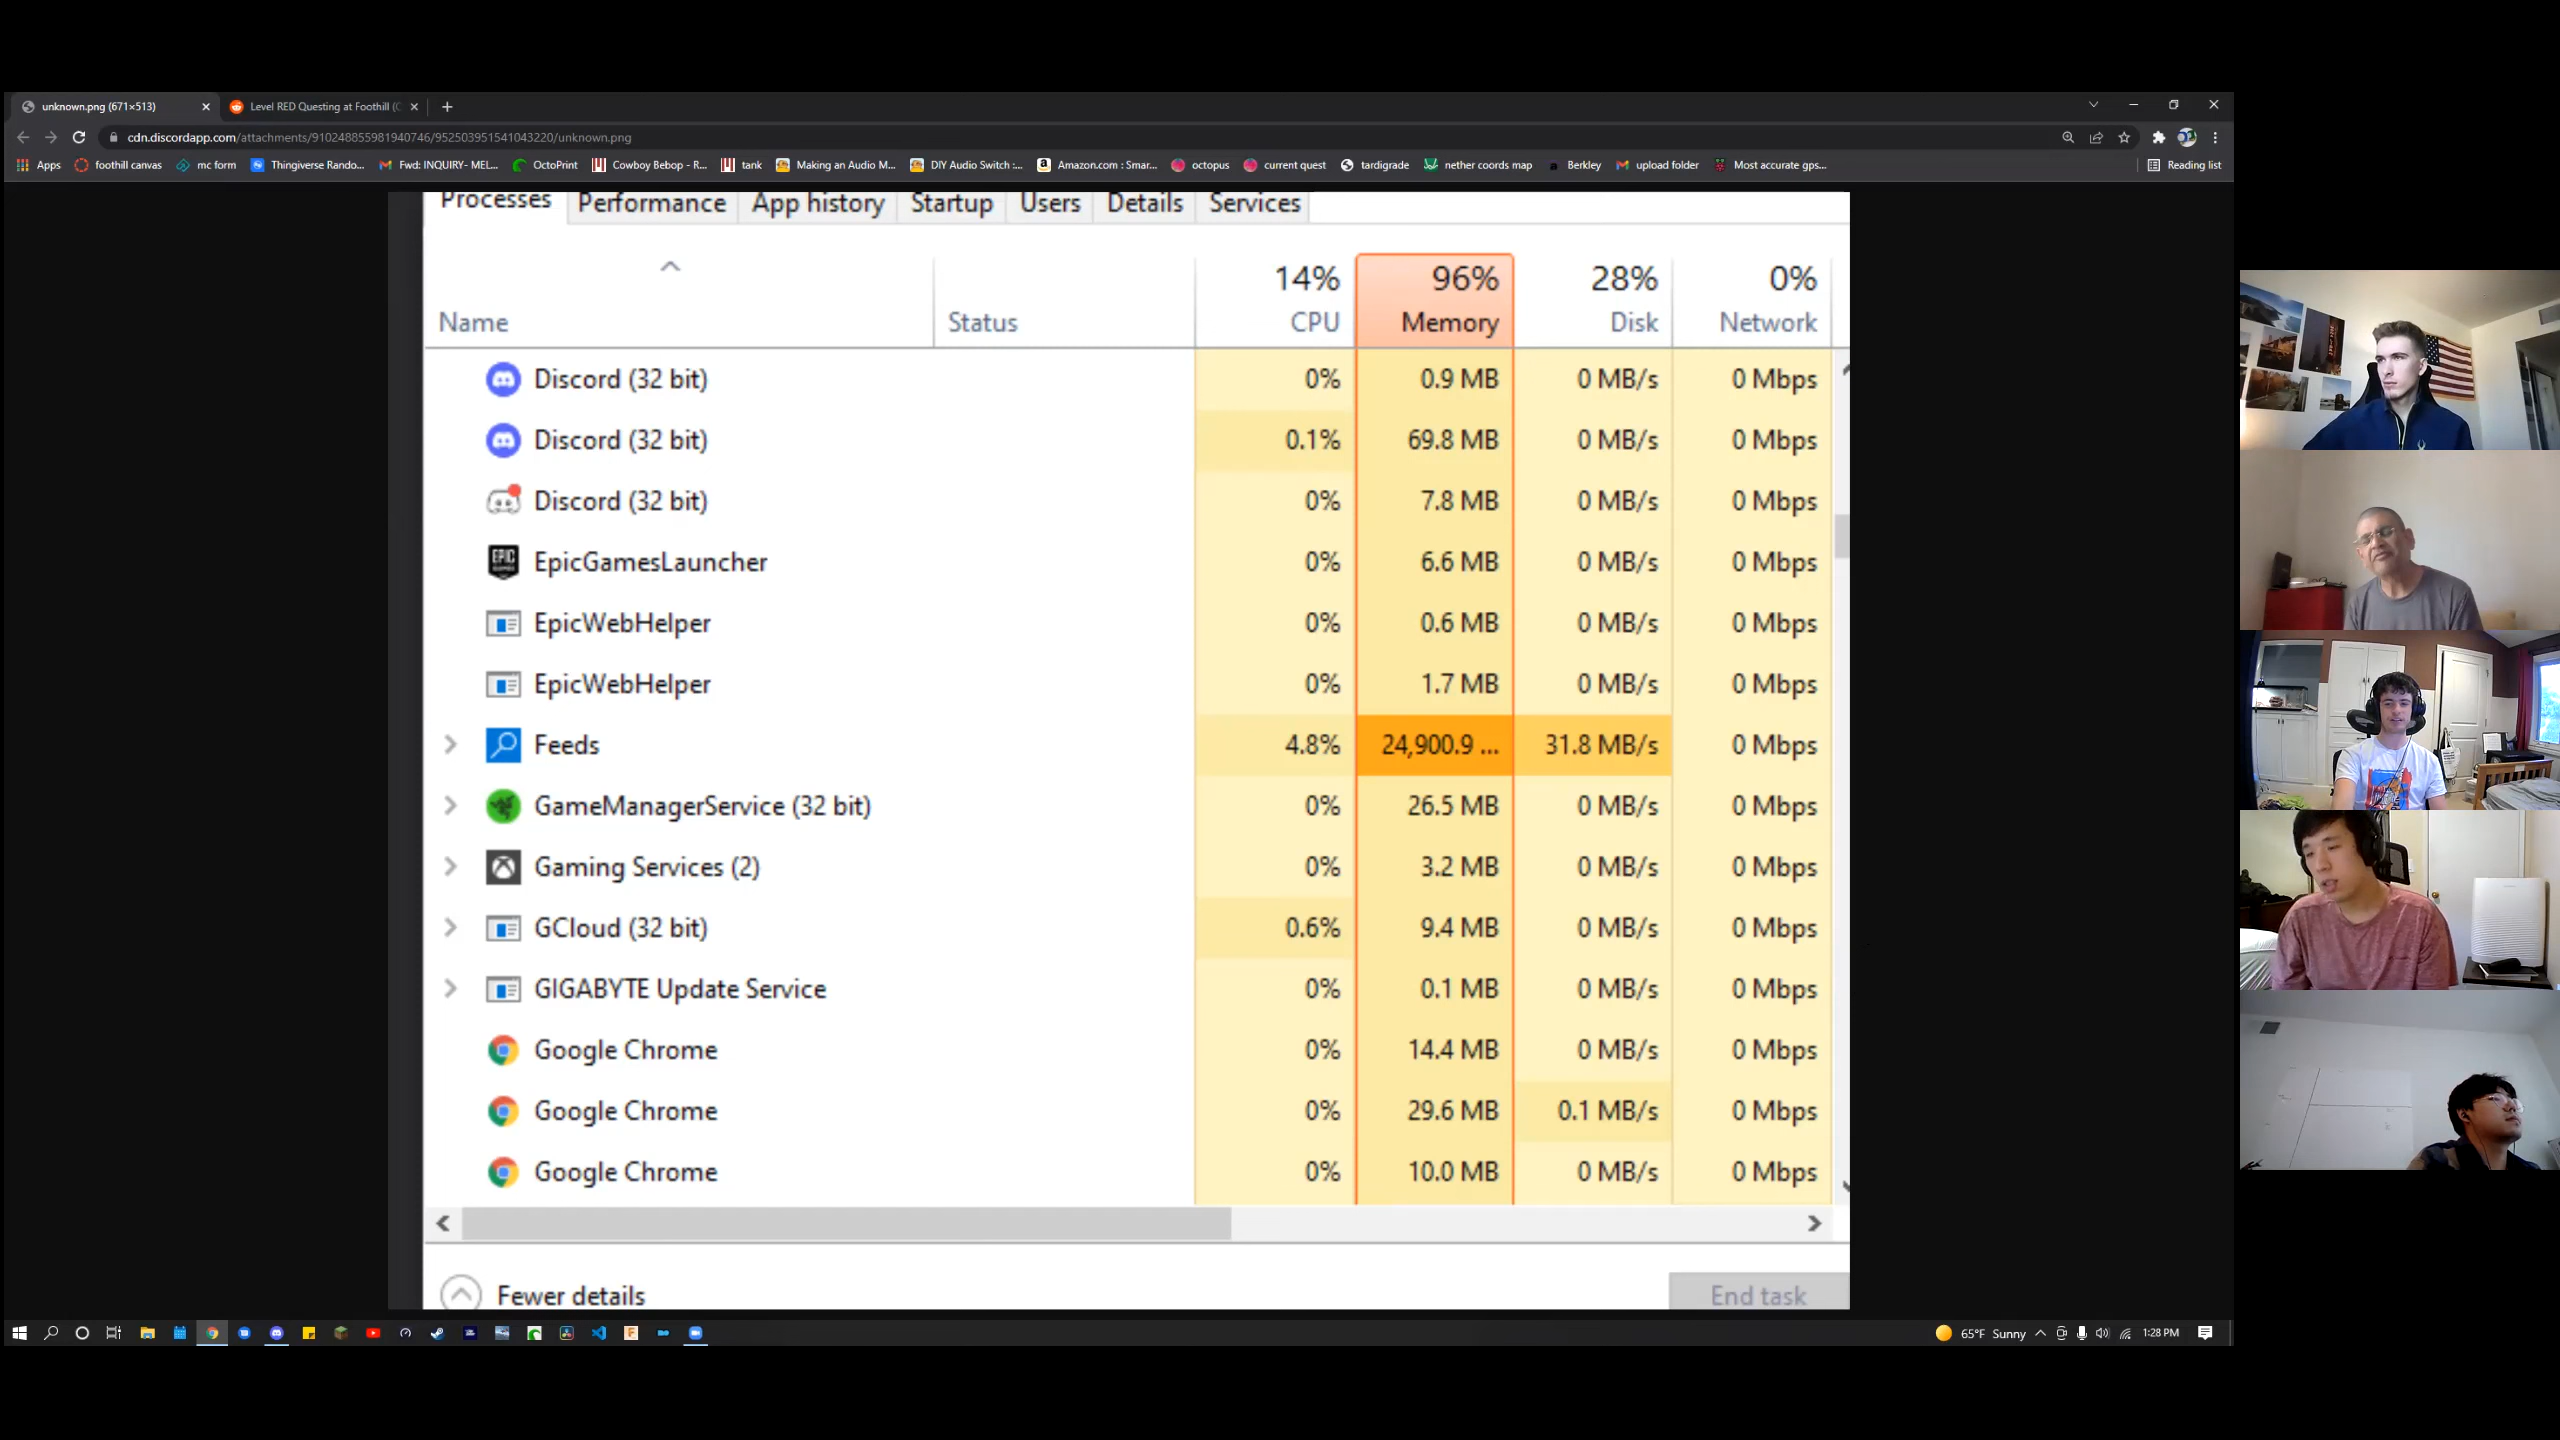 unknown.png (671×513)
Level RED Questing at Foothill (C
cdn.discordapp.com/attachments/910248855981940746/952503951541043220/unknown.png
Apps foothill canvas mc form Thingiverse Rando... Fwd: INQUIRY- MEL... OctoPrint Cowboy Bebop - R... tank Making an Audio M... DIY Audio Switch :... Amazon.com : Smar... octopus current quest tardigrade nether coords map Berkley upload folder Most accurate gps... Reading list
Processes Performance App history Startup Users Details Services
14% 96% 28% 0%
Name Status CPU Memory Disk Network
Discord (32 bit) 0% 0.9 MB 0 MB/s 0 Mbps
Discord (32 bit) 0.1% 69.8 MB 0 MB/s 0 Mbps
Discord (32 bit) 0% 7.8 MB 0 MB/s 0 Mbps
EPIC EpicGamesLauncher 0% 6.6 MB 0 MB/s 0 Mbps
EpicWebHelper 0% 0.6 MB 0 MB/s 0 Mbps
EpicWebHelper 0% 1.7 MB 0 MB/s 0 Mbps
Feeds 4.8% 24,900.9 ... 31.8 MB/s 0 Mbps
GameManagerService (32 bit) 0% 26.5 MB 0 MB/s 0 Mbps
Gaming Services (2) 0% 3.2 MB 0 MB/s 0 Mbps
GCloud (32 bit) 0.6% 9.4 MB 0 MB/s 0 Mbps
GIGABYTE Update Service 0% 0.1 MB 0 MB/s 0 Mbps
Google Chrome 0% 14.4 MB 0 MB/s 0 Mbps
Google Chrome 0% 29.6 MB 0.1 MB/s 0 Mbps
Google Chrome 0% 10.0 MB 0 MB/s 0 Mbps
Fewer details End task
65°F Sunny 1:28 PM